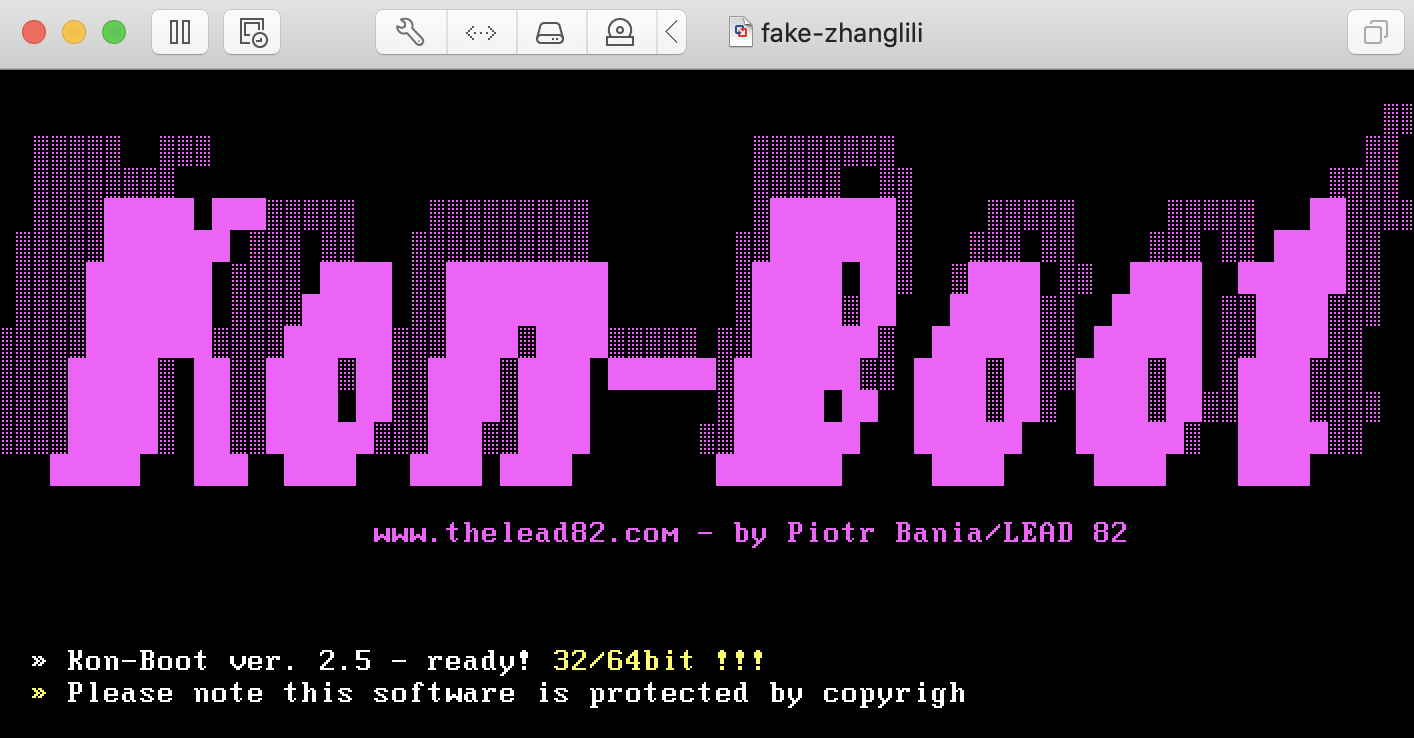 fake-zhanglili
Kon-Boot
www.thelead82.com - by Piotr Bania/LEAD 82
» Kon-Boot ver. 2.5 - ready! 32/64bit !!!
» Please note this software is protected by copyrigh